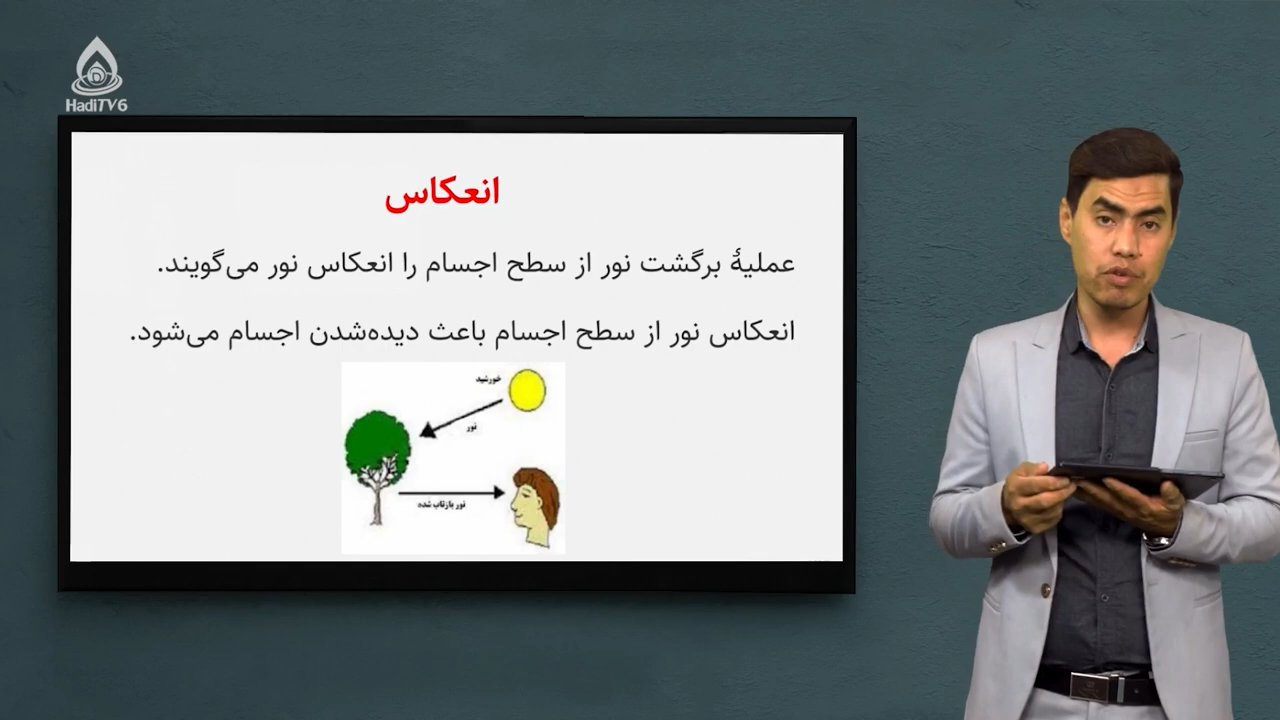 HadiTV6
انعکاس
عملیهٔ برگشت نور از سطح اجسام را انعکاس نور می‌گویند.
انعکاس نور از سطح اجسام باعث دیده‌شدن اجسام می‌شود.
خورشید
نور
نور بازتاب شده